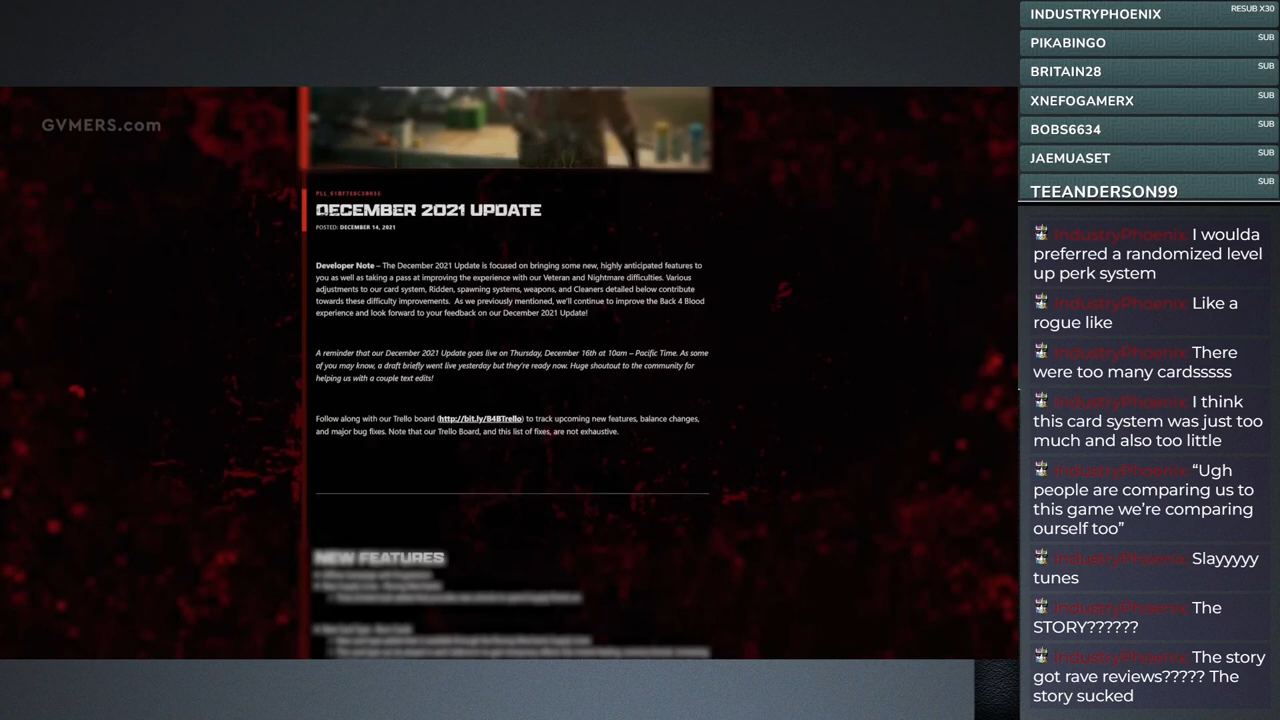 GVMERS.com
DECEMBER 2021 UPDATE
POSTED: DECEMBER 14, 2021
Developer Note – The December 2021 Update is focused on bringing some new, highly anticipated features to
you as well as taking a pass at improving the experience with our Veteran and Nightmare difficulties. Various
adjustments to our card system, Ridden, spawning systems, weapons, and Cleaners detailed below contribute
towards these difficulty improvements.  As we previously mentioned, we'll continue to improve the Back 4 Blood
experience and look forward to your feedback on our December 2021 Update!
A reminder that our December 2021 Update goes live on Thursday, December 16th at 10am – Pacific Time. As some
of you may know, a draft briefly went live yesterday but they're ready now. Huge shoutout to the community for
helping us with a couple text edits!
Follow along with our Trello board (http://bit.ly/B4BTrello) to track upcoming new features, balance changes,
and major bug fixes. Note that our Trello Board, and this list of fixes, are not exhaustive.
NEW FEATURES
INDUSTRYPHOENIX RESUB X30
PIKABINGO SUB
BRITAIN28 SUB
XNEFOGAMERX SUB
BOBS6634 SUB
JAEMUASET SUB
TEEANDERSON99 SUB
IndustryPhoenix: I woulda
preferred a randomized level
up perk system
IndustryPhoenix: Like a
rogue like
IndustryPhoenix: There
were too many cardsssss
IndustryPhoenix: I think
this card system was just too
much and also too little
IndustryPhoenix: “Ugh
people are comparing us to
this game we’re comparing
ourself too”
IndustryPhoenix: Slayyyyy
tunes
IndustryPhoenix: The
STORY??????
IndustryPhoenix: The story
got rave reviews????? The
story sucked